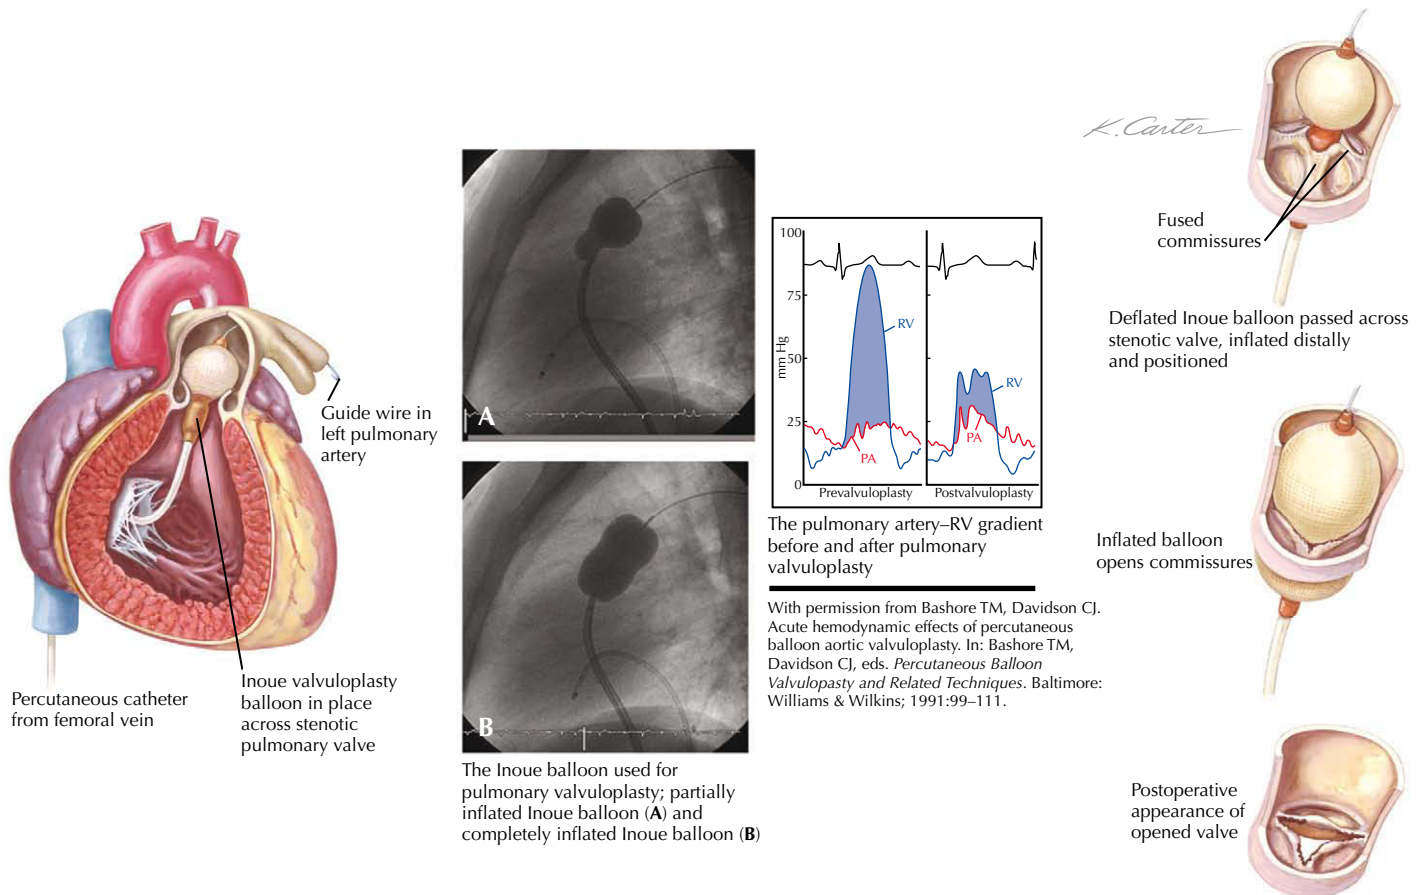 K. Carter
Fused
commissures
Deflated Inoue balloon passed across
stenotic valve, inflated distally
and positioned
Inflated balloon
opens commissures
Postoperative
appearance of
opened valve
Guide wire in
left pulmonary
artery
Percutaneous catheter
from femoral vein
Inoue valvuloplasty
balloon in place
across stenotic
pulmonary valve
A
B
The Inoue balloon used for
pulmonary valvuloplasty; partially
inflated Inoue balloon (A) and
completely inflated Inoue balloon (B)
100
75
50
25
0
mm Hg
RV
PA
Prevalvuloplasty
RV
PA
Postvalvuloplasty
The pulmonary artery–RV gradient
before and after pulmonary
valvuloplasty
With permission from Bashore TM, Davidson CJ.
Acute hemodynamic effects of percutaneous
balloon aortic valvuloplasty. In: Bashore TM,
Davidson CJ, eds. Percutaneous Balloon
Valvulopasty and Related Techniques. Baltimore:
Williams & Wilkins; 1991:99–111.